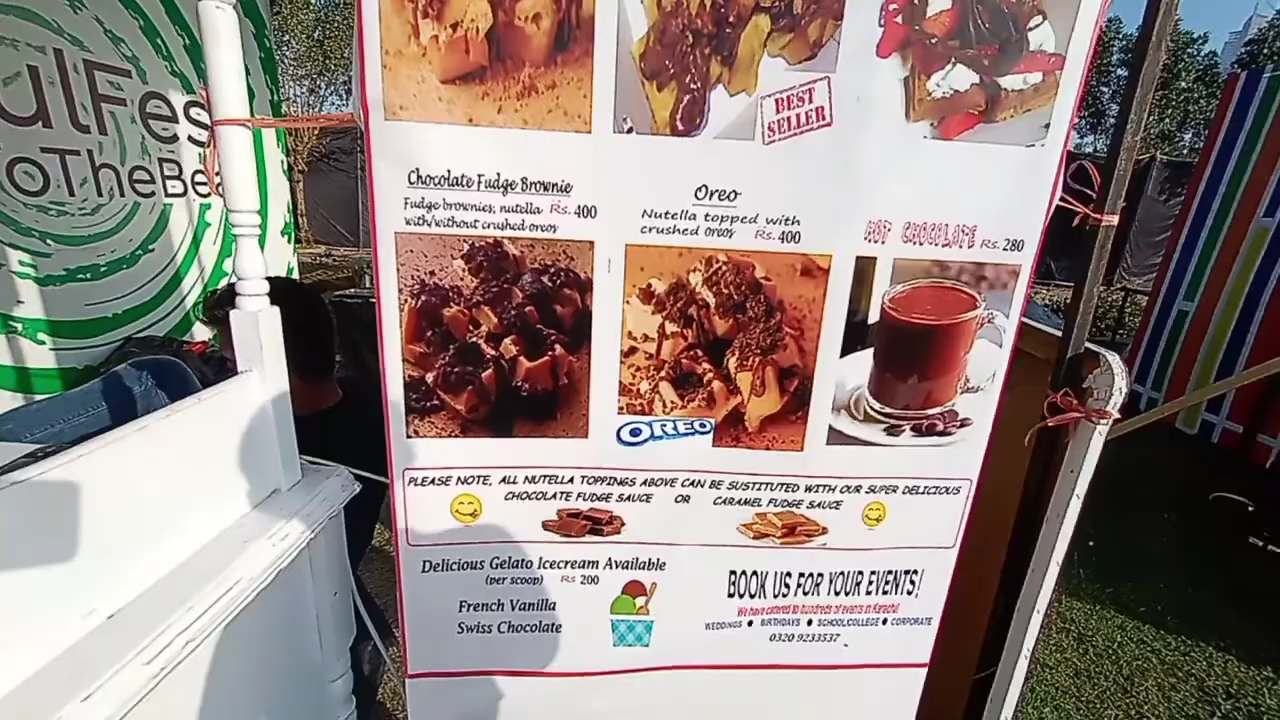 ulFes
oTheBe
BEST
SELLER
Chocolate Fudge Brownie
Fudge brownies, nutella Rs. 400
with/without crushed oreos
Oreo
Nutella topped with
crushed oreos Rs. 400
HOT CHOCOLATE Rs. 280
OREO
PLEASE NOTE, ALL NUTELLA TOPPINGS ABOVE CAN BE SUSTITUTED WITH OUR SUPER DELICIOUS
CHOCOLATE FUDGE SAUCE OR CARAMEL FUDGE SAUCE
Delicious Gelato Icecream Available
(per scoop) Rs 200
French Vanilla
Swiss Chocolate
BOOK US FOR YOUR EVENTS!
We have catered to hundreds of events in Karachi!
WEDDINGS ● BIRTHDAYS ● SCHOOL/COLLEGE ● CORPORATE
0320 9233537